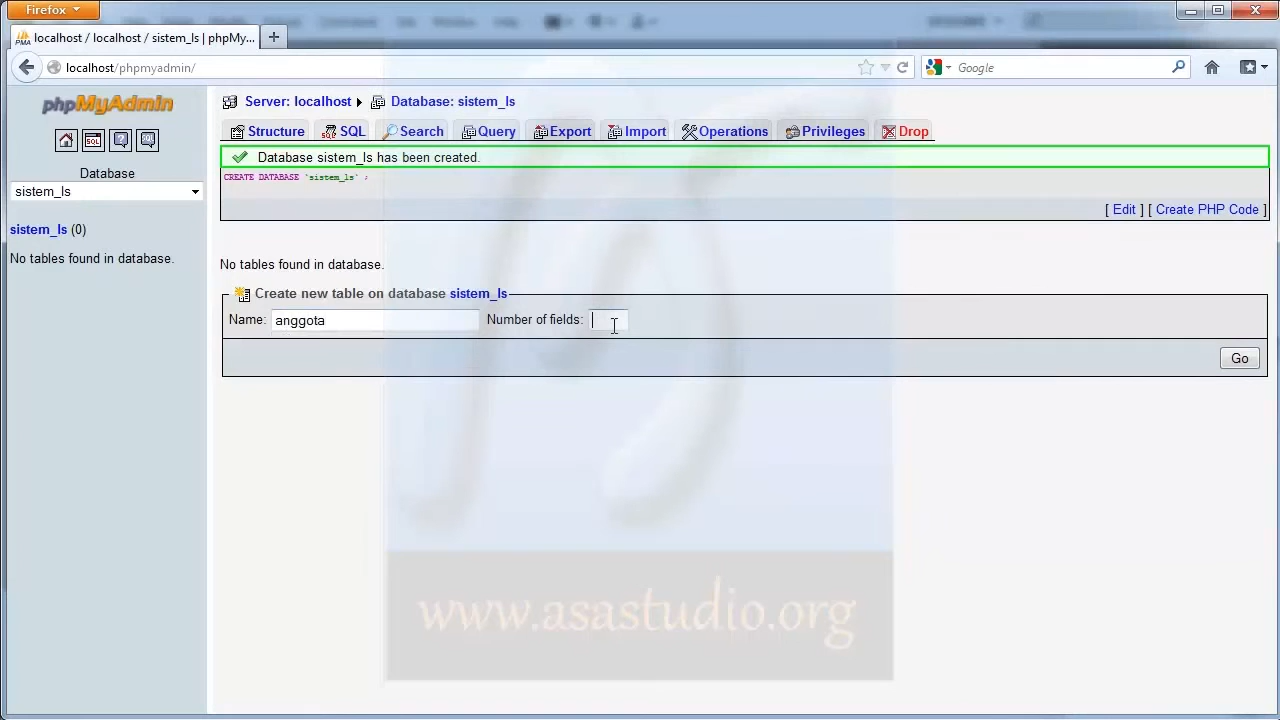 Firefox
localhost / localhost / sistem_ls | phpMy...
localhost/phpmyadmin/
Google
phpMyAdmin
Server: localhost
Database: sistem_ls
Structure
SQL
Search
Query
Export
Import
Operations
Privileges
Drop
Database
sistem_ls
Database sistem_ls has been created.
CREATE DATABASE `sistem_ls` ;
[ Edit ] [ Create PHP Code ]
sistem_ls (0)
No tables found in database.
No tables found in database.
Create new table on database sistem_ls
Name: anggota
Number of fields:
Go
www.asastudio.org